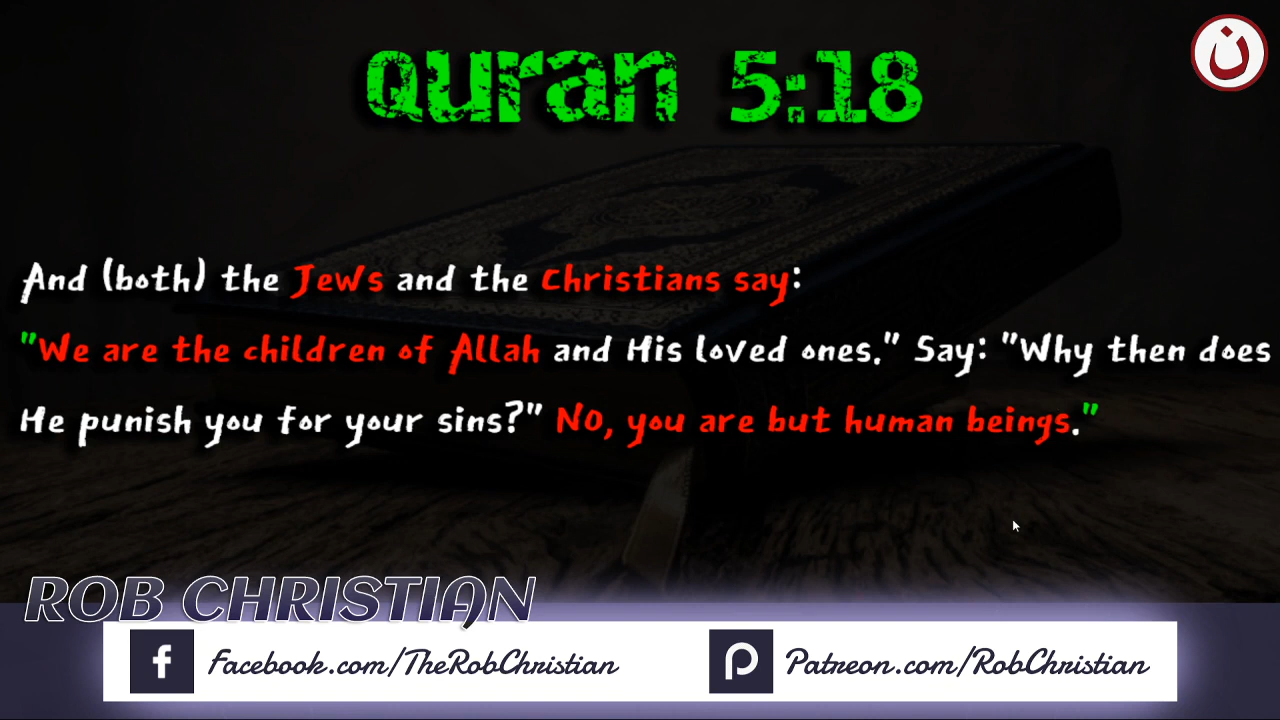 Quran 5:18
ن
And (both) the Jews and the Christians say:
"We are the children of Allah and His loved ones." Say: "Why then does
He punish you for your sins?" No, you are but human beings."
ROB CHRISTIAN
Facebook.com/TheRobChristian
Patreon.com/RobChristian